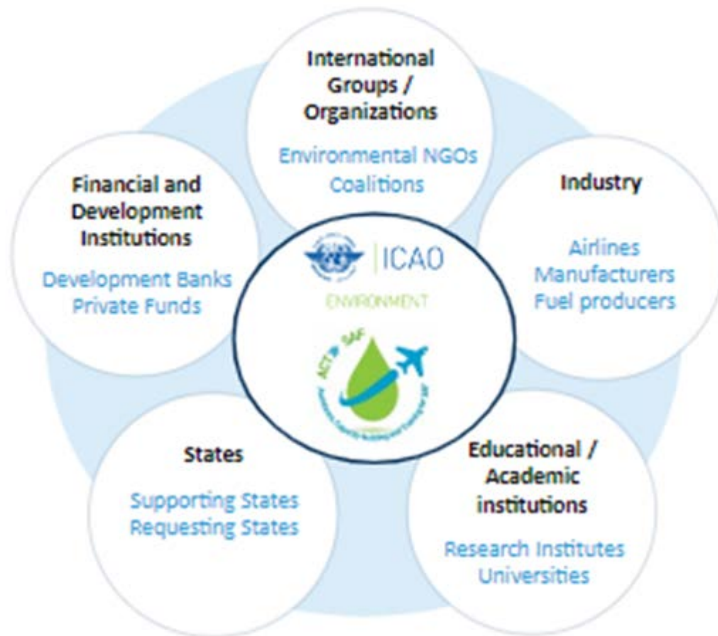 International
Groups /
Organizations
Environmental NGOs
Coalitions
Financial and
Development
Institutions
Development Banks
Private Funds
Industry
Airlines
Manufacturers
Fuel producers
ICAO
ENVIRONMENT
ACT SAF
States
Supporting States
Requesting States
Educational /
Academic
institutions
Research Institutes
Universities